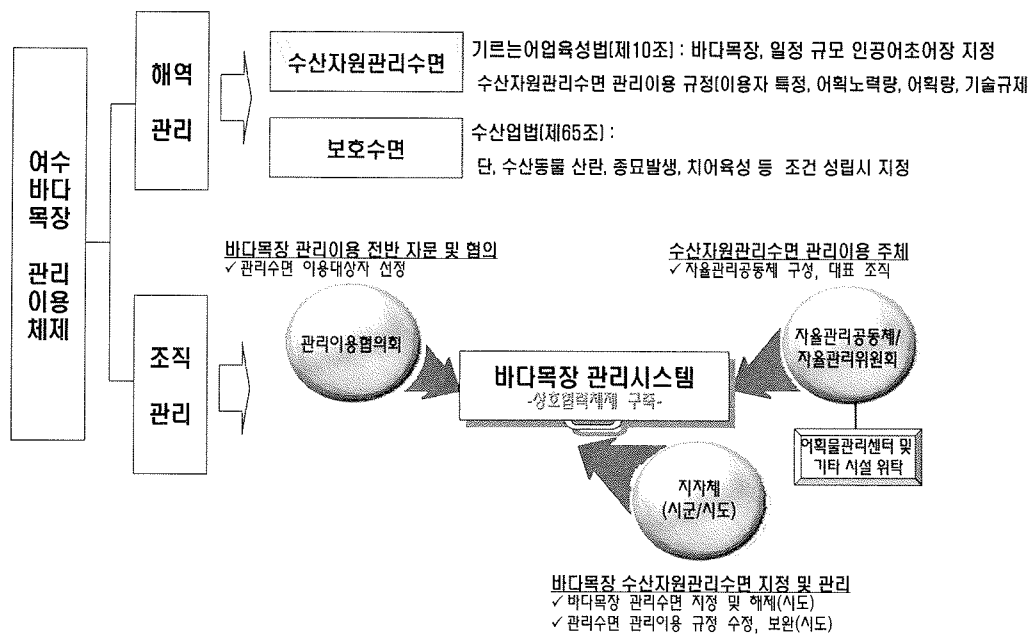 여수
바다
목장
관리
이용
체제
해역
관리
수산자원관리수면
기르는어업육성법(제10조) : 바다목장, 일정 규모 인공어초어장 지정
수산자원관리수면 관리이용 규정(이용자 특정, 어획노력량, 어획량, 기술규제
보호수면
수산업법(제65조) :
단, 수산동물 산란, 종묘발생, 치어육성 등 조건 성립시 지정
조직
관리
바다목장 관리이용 전반 자문 및 협의
✓ 관리수면 이용대상자 선정
관리이용협의회
수산자원관리수면 관리이용 주체
✓ 자율관리공동체 구성, 대표 조직
자율관리공동체/
자율관리위원회
바다목장 관리시스템
-상호협력체제 구축-
어획물관리센터 및
기타 시설 위탁
지자체
(시군/시도)
바다목장 수산자원관리수면 지정 및 관리
✓ 바다목장 관리수면 지정 및 해제(시도)
✓ 관리수면 관리이용 규정 수정, 보완(시도)